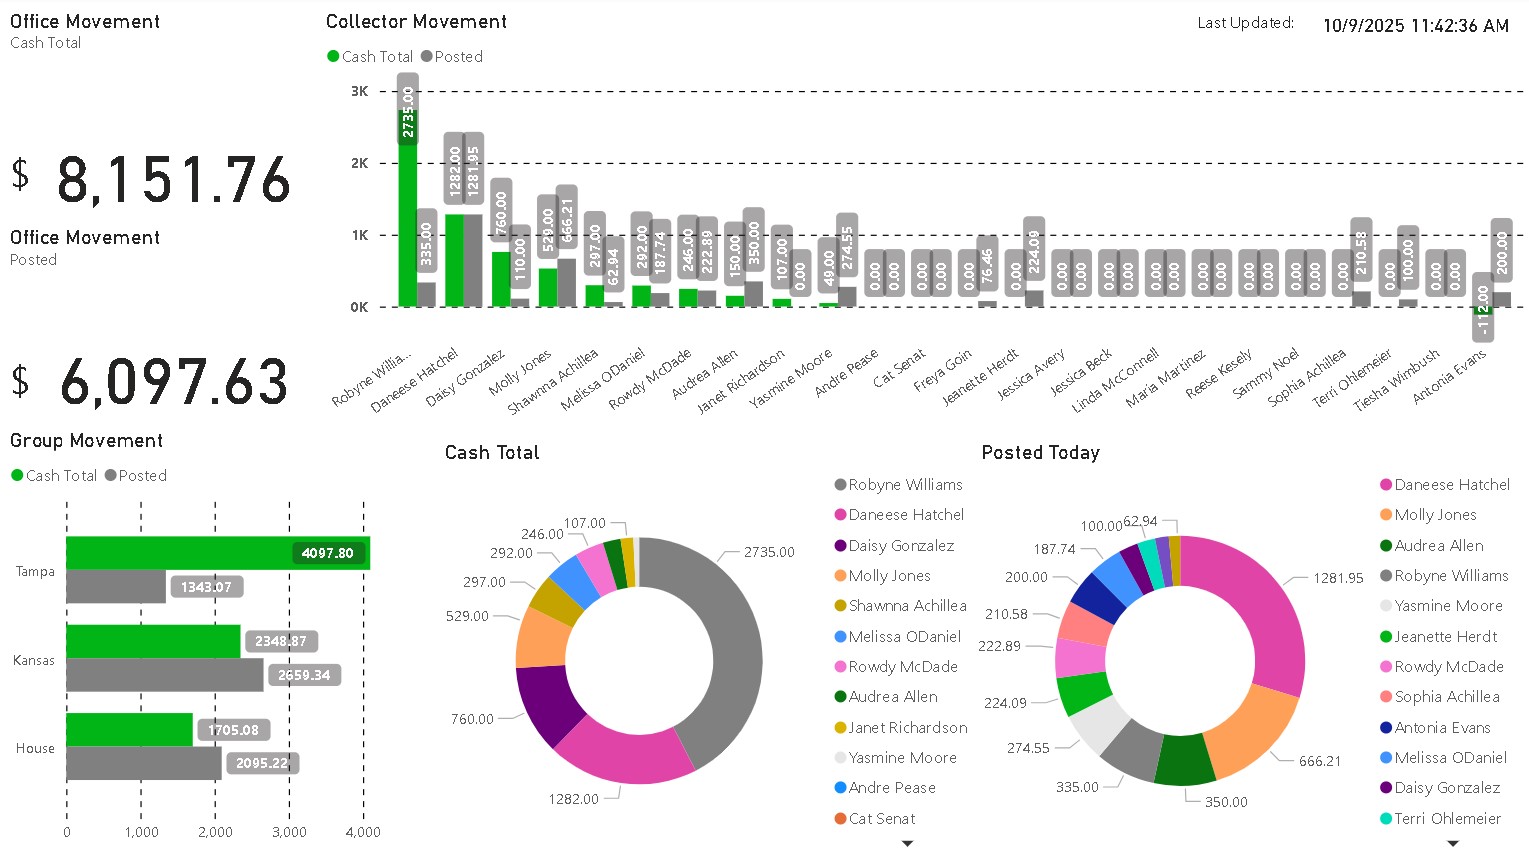 Office Movement
Cash Total
$ 8,151.76
Office Movement
Posted
$ 6,097.63
Collector Movement
Last Updated: 10/9/2025 11:42:36 AM
Cash Total Posted
3K
2K
1K
0K
2735.00
335.00
1282.00
1281.95
760.00
110.00
529.00
666.21
297.00
62.94
292.00
187.74
246.00
222.89
150.00
350.00
107.00
0.00
49.00
274.55
0.00
0.00
0.00
0.00
0.00
76.46
0.00
224.09
0.00
0.00
0.00
0.00
0.00
0.00
0.00
0.00
0.00
0.00
0.00
0.00
0.00
210.58
0.00
100.00
0.00
0.00
-112.00
200.00
Robyne Willia...
Daneese Hatchel
Daisy Gonzalez
Molly Jones
Shawnna Achillea
Melissa ODaniel
Rowdy McDade
Audrea Allen
Janet Richardson
Yasmine Moore
Andre Pease
Cat Senat
Freya Goin
Jeanette Herdt
Jessica Avery
Jessica Beck
Linda McConnell
Maria Martinez
Reese Kesely
Sammy Noel
Sophia Achillea
Terri Ohlemeier
Tiesha Wimbush
Antonia Evans
Group Movement
Cash Total Posted
Tampa
4097.80
1343.07
Kansas
2348.87
2659.34
House
1705.08
2095.22
0 1,000 2,000 3,000 4,000
Cash Total
2735.00
1282.00
760.00
529.00
297.00
292.00
246.00
107.00
Robyne Williams
Daneese Hatchel
Daisy Gonzalez
Molly Jones
Shawnna Achillea
Melissa ODaniel
Rowdy McDade
Audrea Allen
Janet Richardson
Yasmine Moore
Andre Pease
Cat Senat
Posted Today
1281.95
666.21
350.00
335.00
274.55
224.09
222.89
210.58
200.00
187.74
100.00
62.94
Daneese Hatchel
Molly Jones
Audrea Allen
Robyne Williams
Yasmine Moore
Jeanette Herdt
Rowdy McDade
Sophia Achillea
Antonia Evans
Melissa ODaniel
Daisy Gonzalez
Terri Ohlemeier